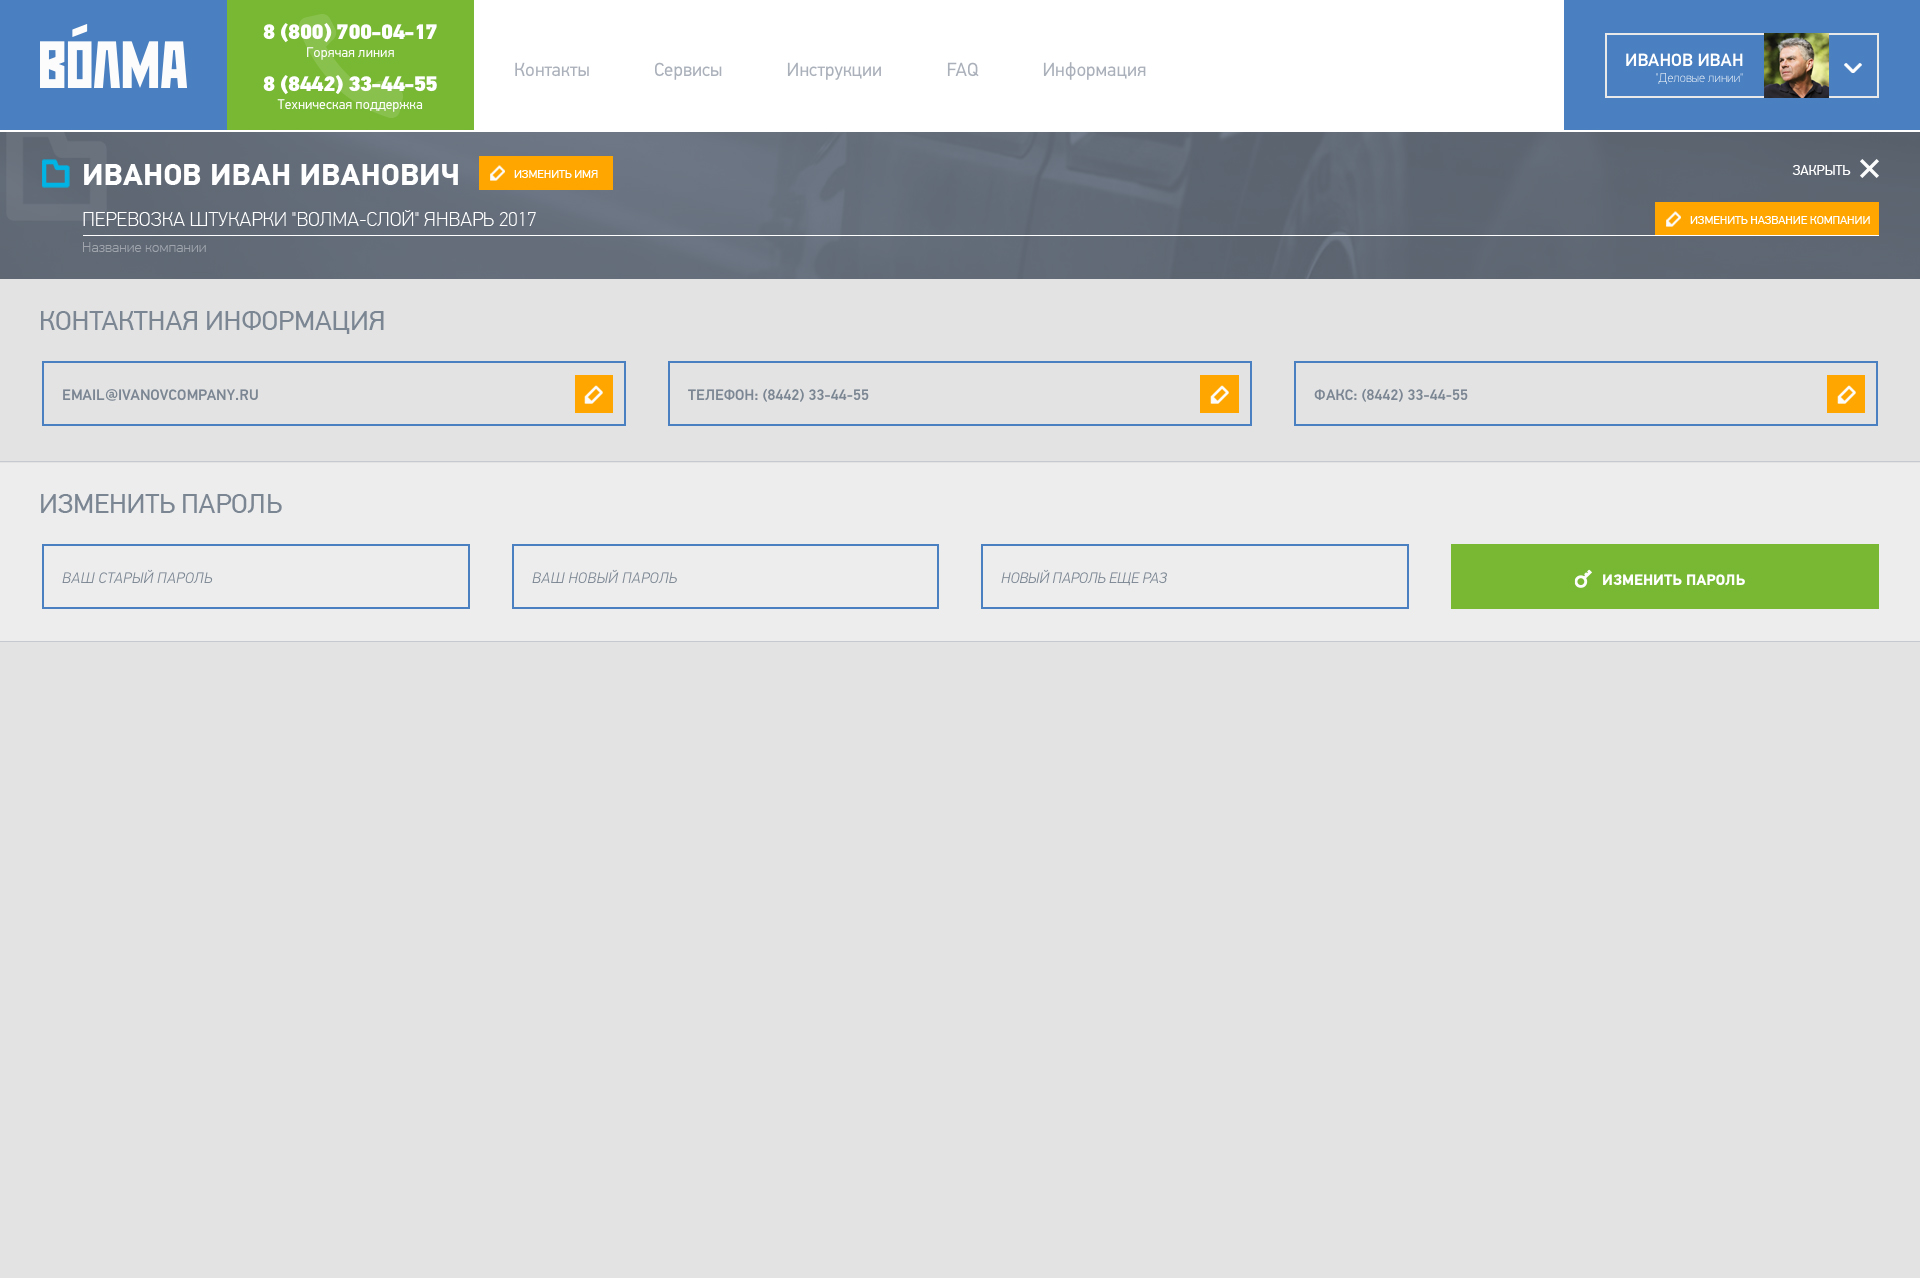 ВОЛМА
8 (800) 700-04-17
Горячая линия
8 (8442) 33-44-55
Техническая поддержка
Контакты
Сервисы
Инструкции
FAQ
Информация
ИВАНОВ ИВАН
"Деловые линии"
ИВАНОВ ИВАН ИВАНОВИЧ
ИЗМЕНИТЬ ИМЯ
ЗАКРЫТЬ
ПЕРЕВОЗКА ШТУКАРКИ "ВОЛМА-СЛОЙ" ЯНВАРЬ 2017
ИЗМЕНИТЬ НАЗВАНИЕ КОМПАНИИ
Название компании
КОНТАКТНАЯ ИНФОРМАЦИЯ
EMAIL@IVANOVCOMPANY.RU
ТЕЛЕФОН: (8442) 33-44-55
ФАКС: (8442) 33-44-55
ИЗМЕНИТЬ ПАРОЛЬ
ВАШ СТАРЫЙ ПАРОЛЬ
ВАШ НОВЫЙ ПАРОЛЬ
НОВЫЙ ПАРОЛЬ ЕЩЕ РАЗ
ИЗМЕНИТЬ ПАРОЛЬ